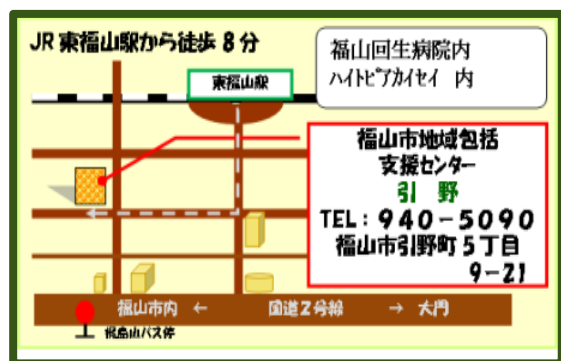 JR 東福山駅から徒歩 8 分
福山回生病院内
ハイトピアカイセイ 内
東福山駅
福山市地域包括
支援センター
引 野
TEL:940-5090
福山市引野町5丁目
9-21
福山市内 ← 国道2号線 → 大門
飛島山バス停